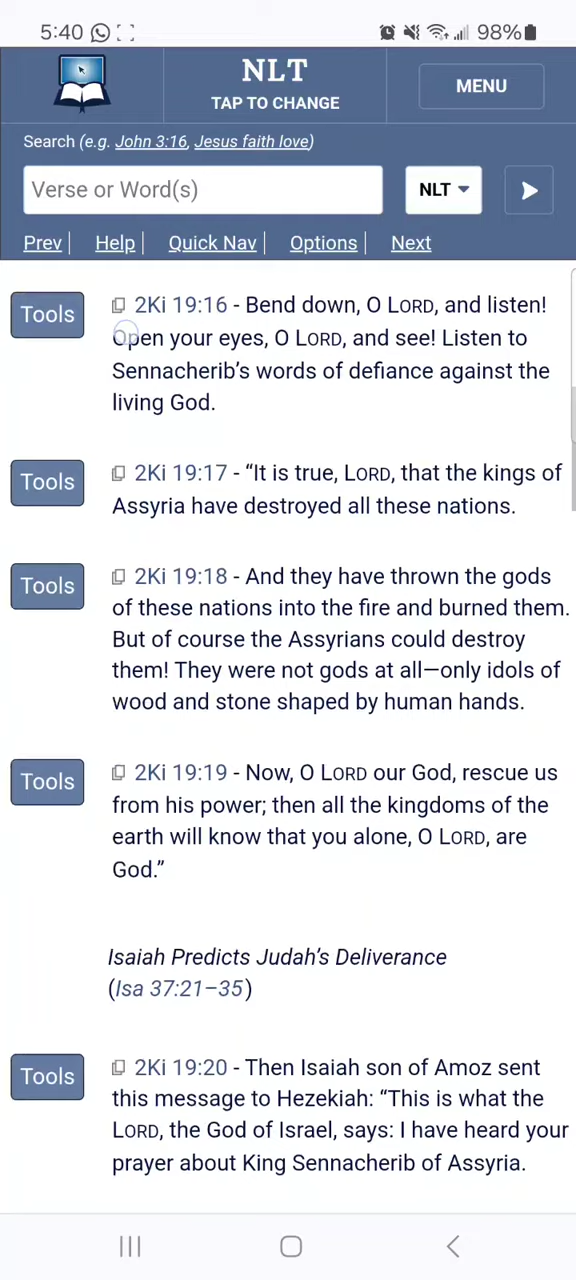 5:40 98%
NLT
TAP TO CHANGE
MENU
Search (e.g. John 3:16, Jesus faith love)
Verse or Word(s) NLT
Prev | Help | Quick Nav | Options | Next
Tools
2Ki 19:16 - Bend down, O LORD, and listen!
Open your eyes, O LORD, and see! Listen to
Sennacherib’s words of defiance against the
living God.
Tools
2Ki 19:17 - “It is true, LORD, that the kings of
Assyria have destroyed all these nations.
Tools
2Ki 19:18 - And they have thrown the gods
of these nations into the fire and burned them.
But of course the Assyrians could destroy
them! They were not gods at all—only idols of
wood and stone shaped by human hands.
Tools
2Ki 19:19 - Now, O LORD our God, rescue us
from his power; then all the kingdoms of the
earth will know that you alone, O LORD, are
God.”
Isaiah Predicts Judah’s Deliverance
(Isa 37:21–35)
Tools
2Ki 19:20 - Then Isaiah son of Amoz sent
this message to Hezekiah: “This is what the
LORD, the God of Israel, says: I have heard your
prayer about King Sennacherib of Assyria.